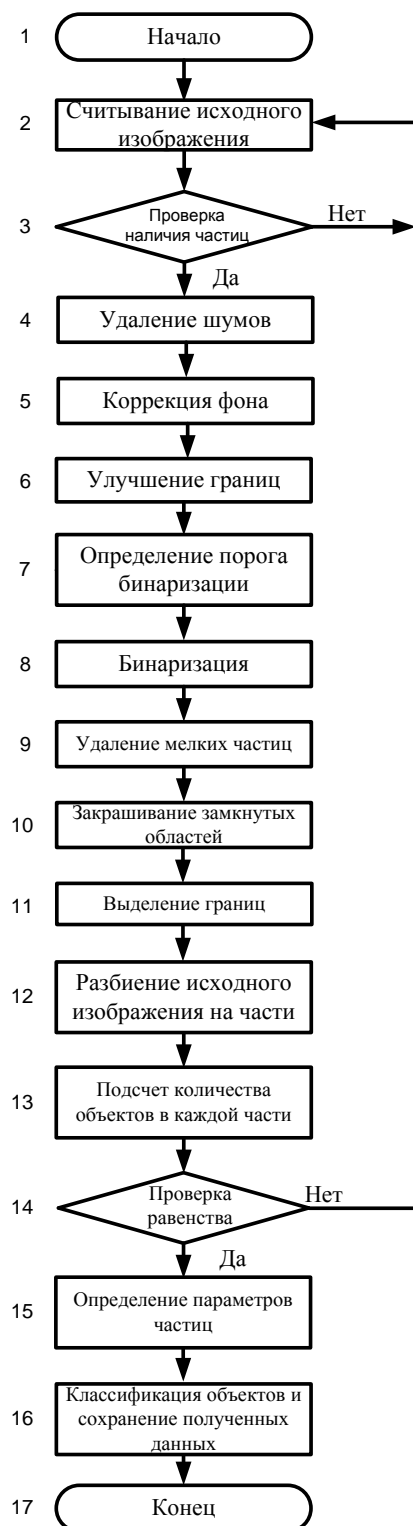 1
Начало
2
Считывание исходного
изображения
3
Проверка
наличия частиц
Нет
Да
4
Удаление шумов
5
Коррекция фона
6
Улучшение границ
7
Определение порога
бинаризации
8
Бинаризация
9
Удаление мелких частиц
10
Закрашивание замкнутых
областей
11
Выделение границ
12
Разбиение исходного
изображения на части
13
Подсчет количества
объектов в каждой части
14
Проверка
равенства
Нет
Да
15
Определение параметров
частиц
16
Классификация объектов и
сохранение полученных
данных
17
Конец